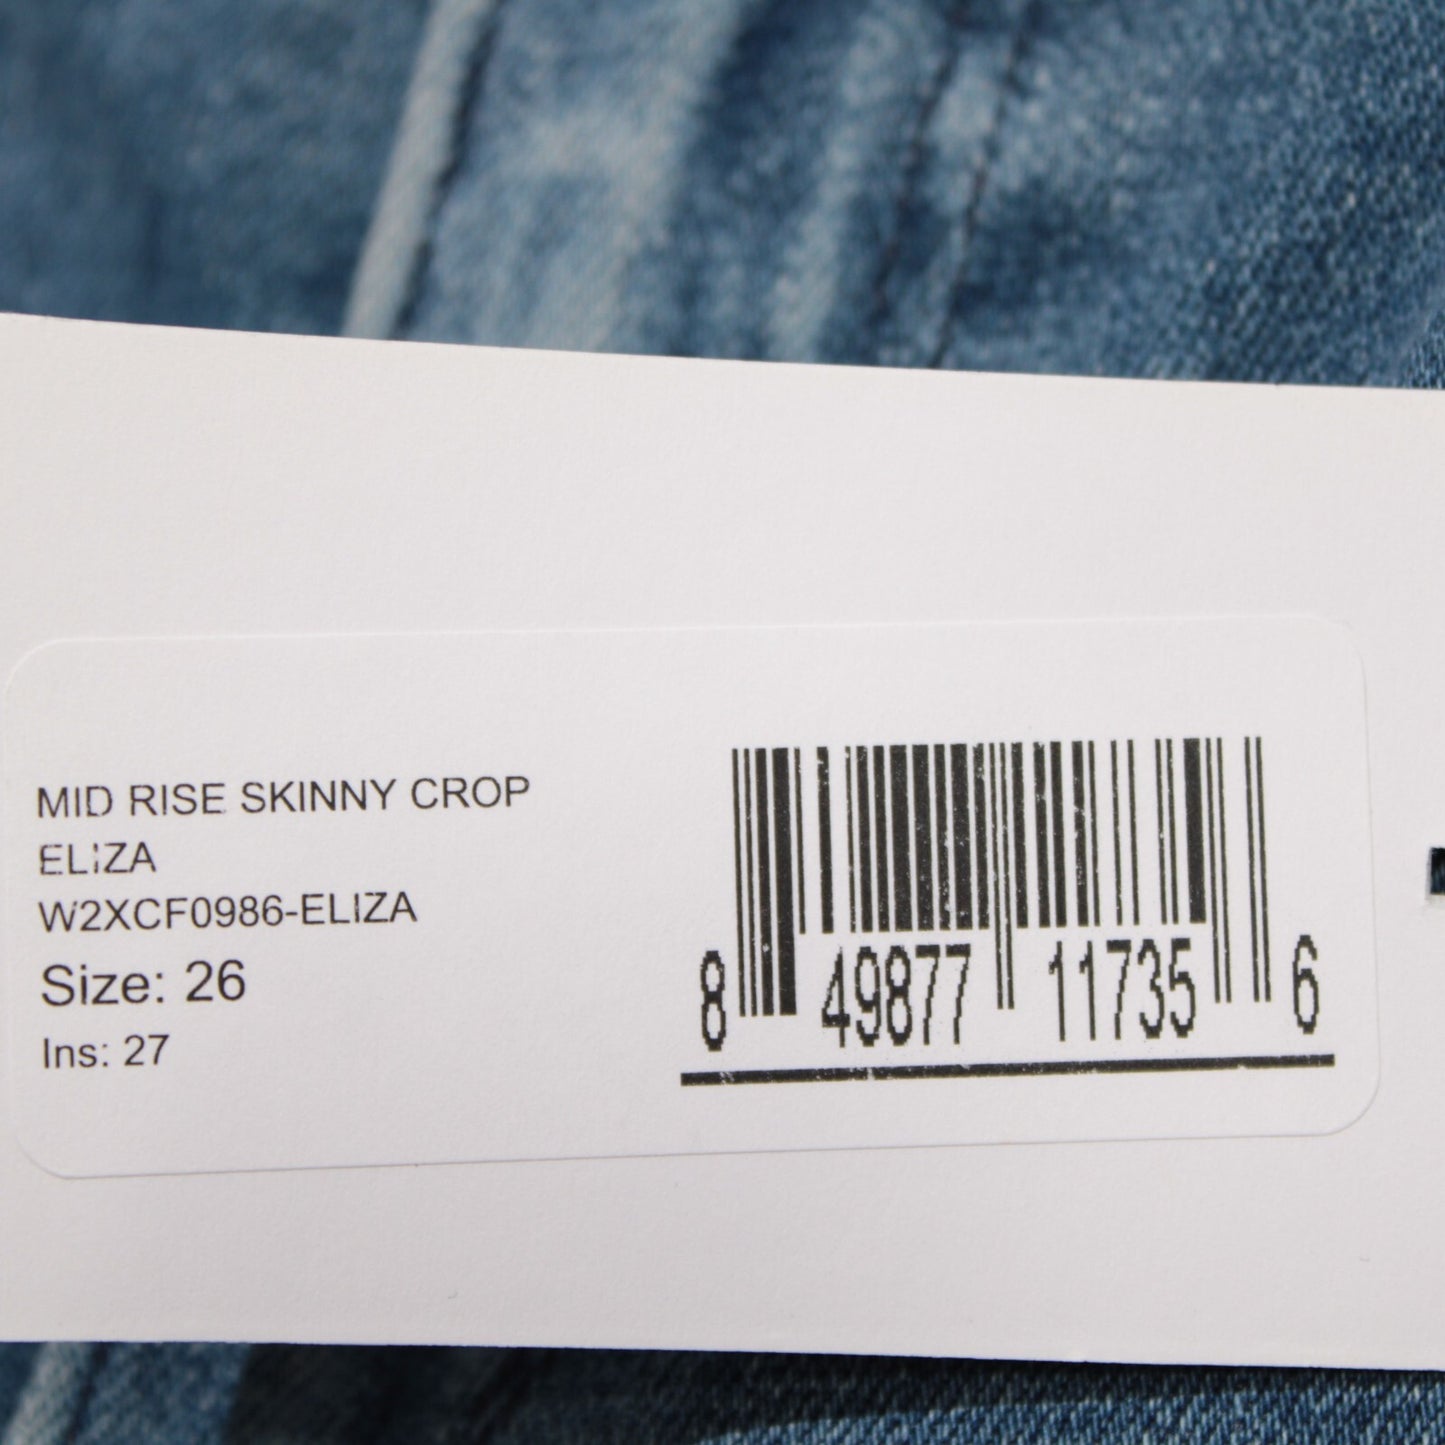 MID RISE SKINNY CROP
ELIZA
W2XCF0986-ELIZA
Size: 26
Ins: 27
8 49877 11735 6